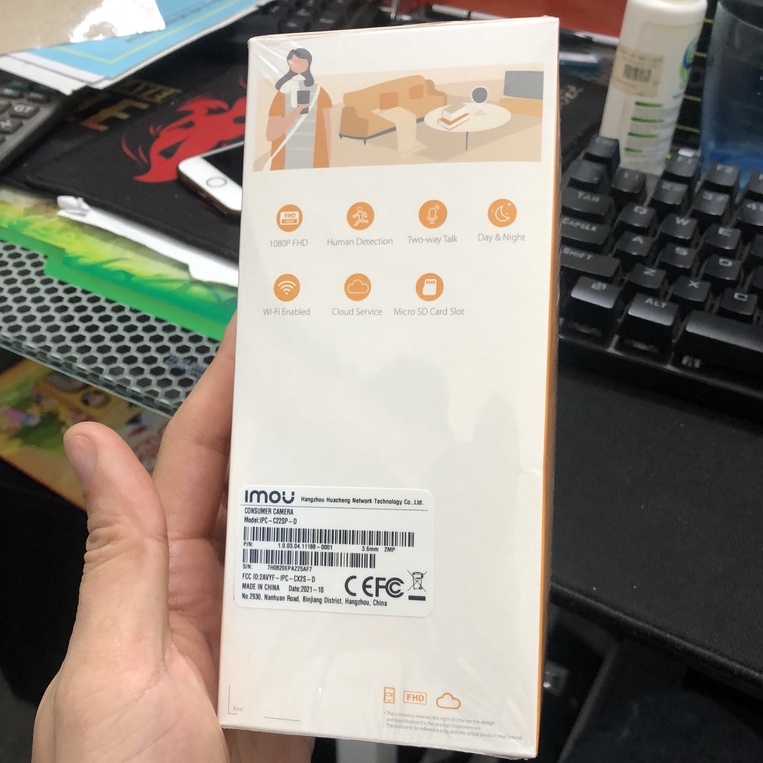 1080P FHD
Human Detection
Two-way Talk
Day & Night
Wi-Fi Enabled
Cloud Service
Micro SD Card Slot
imou Hangzhou Huacheng Network Technology Co.,Ltd.
CONSUMER CAMERA
Model:IPC-C22SP-D
P/N: 1.0.03.04.11188-0001 3.6mm 2MP
S/N: 7H0820EPAZ25AF7
FCC ID:2AVYF-IPC-CX2S-D
MADE IN CHINA Date:2021-10
No.2930, Nanhuan Road, Binjiang District, Hangzhou, China
CE FC
FHD